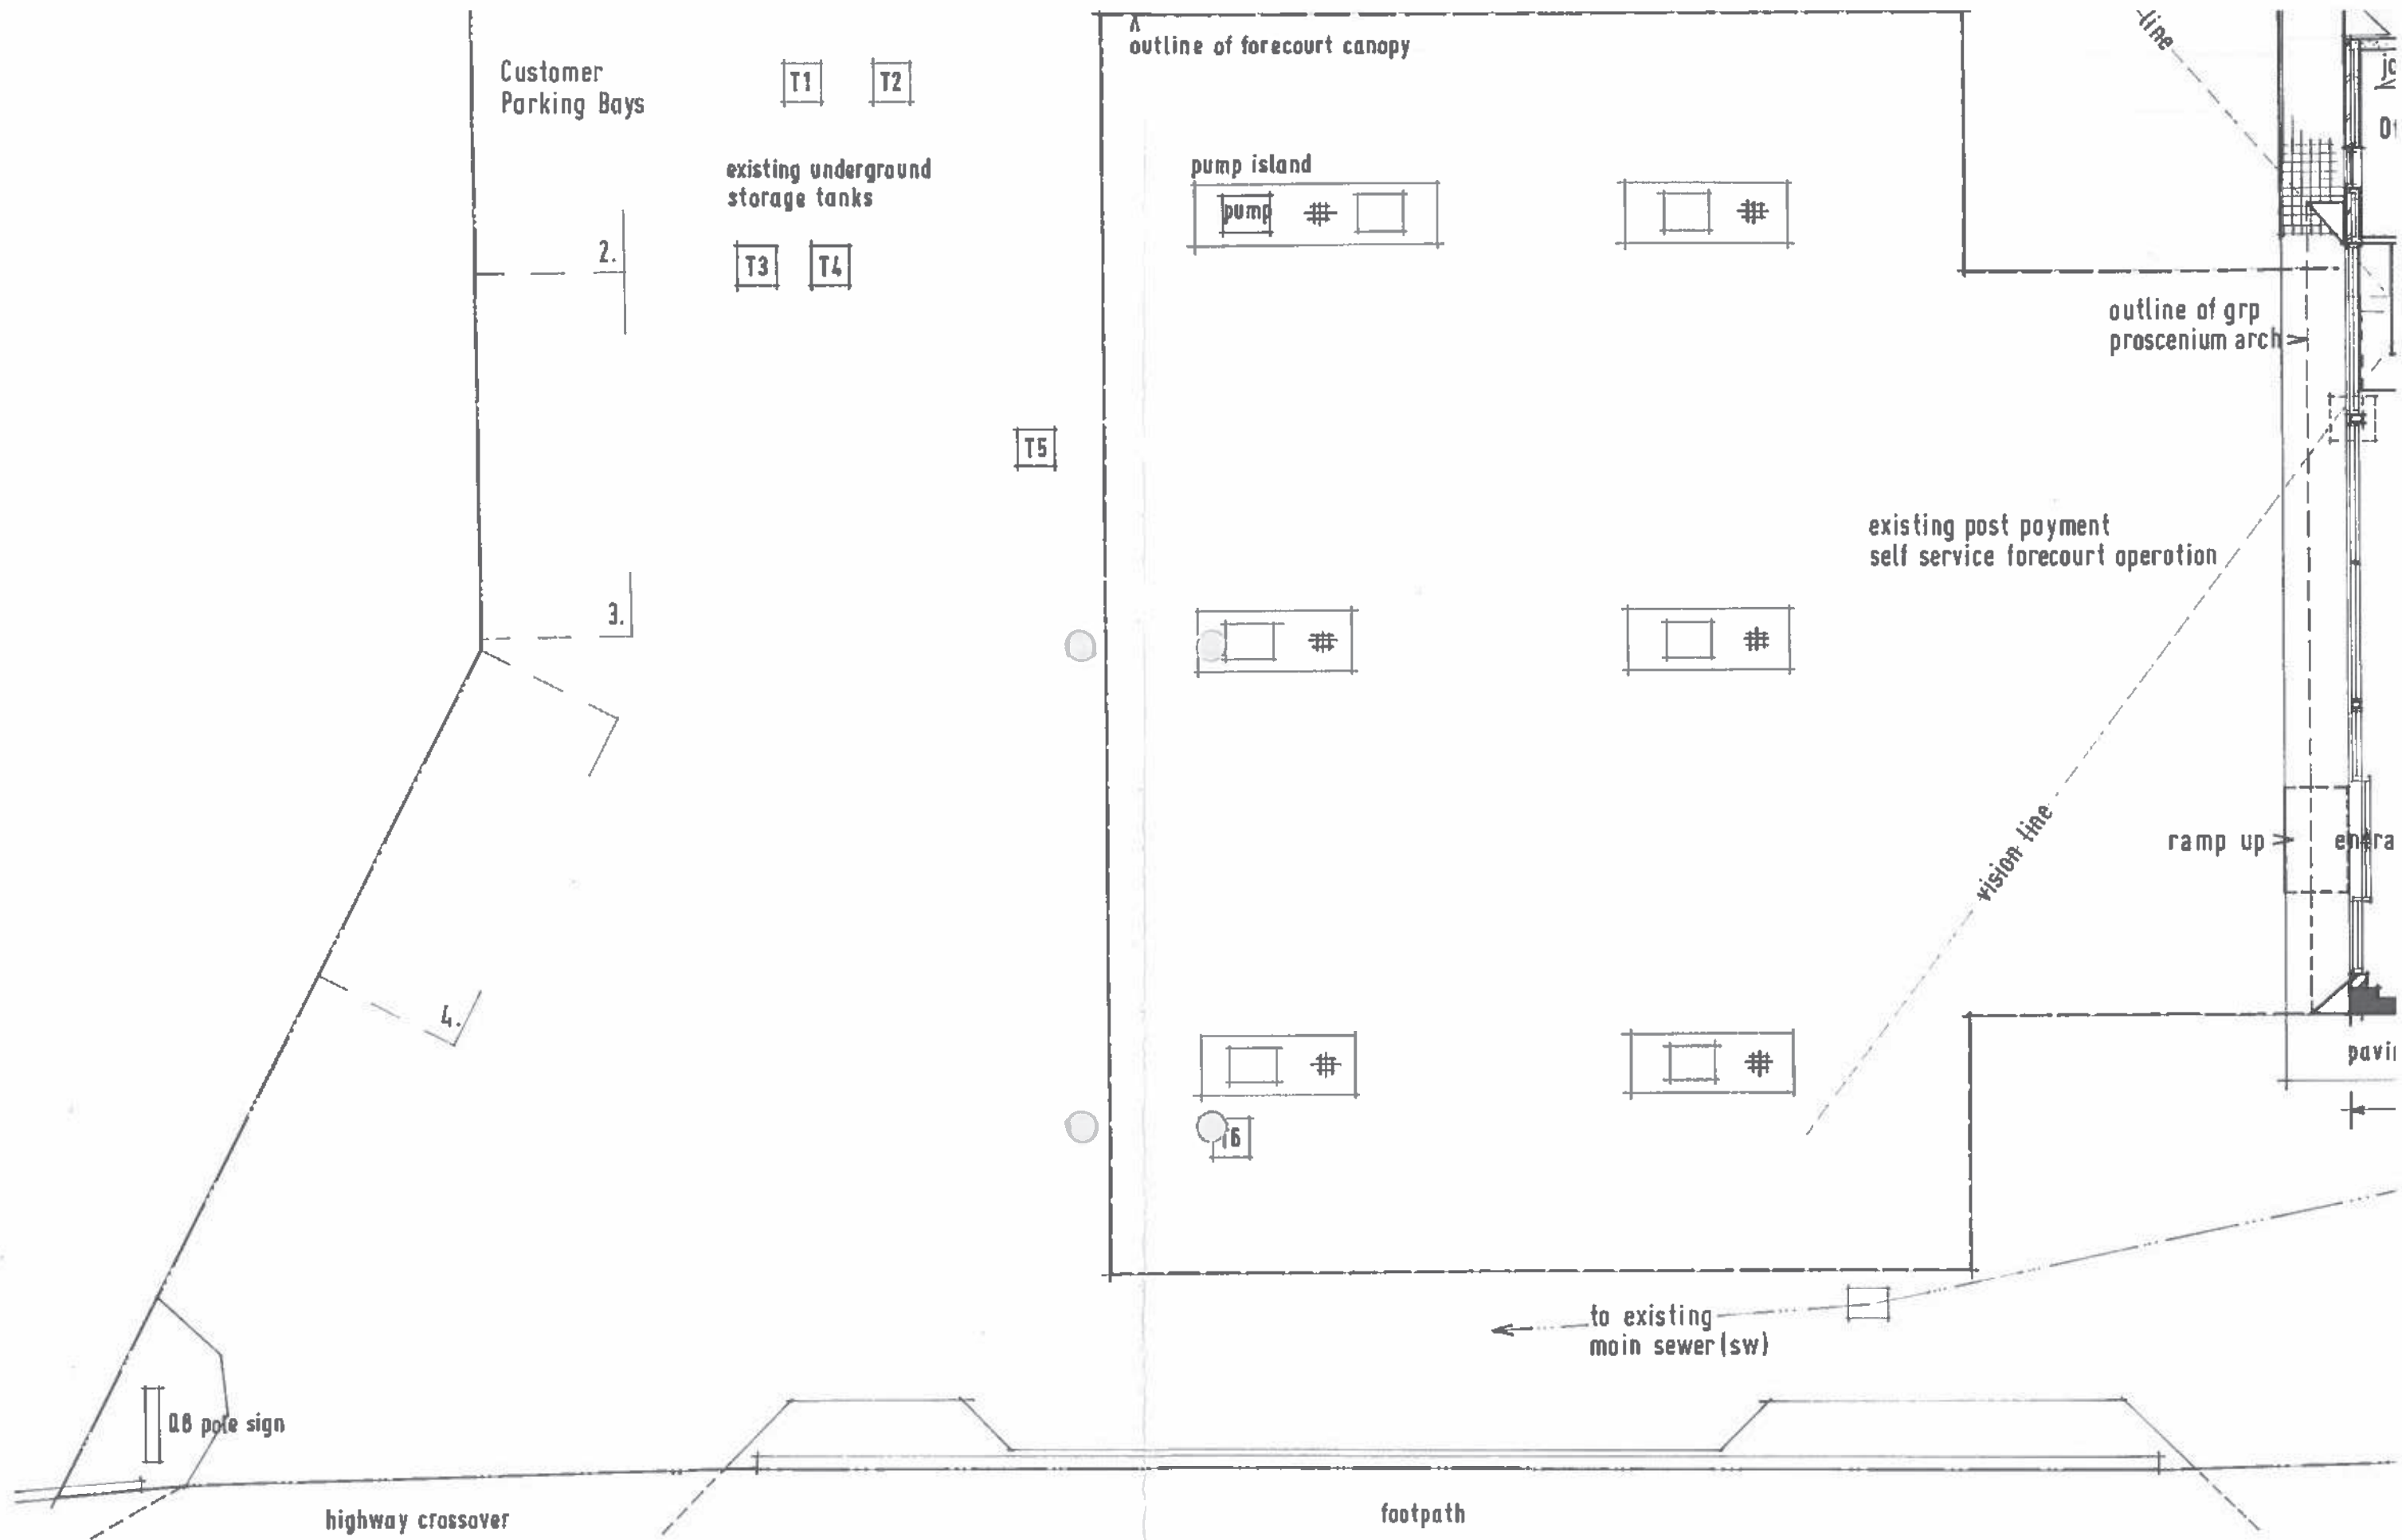 outline of forecourt canopy
line
Customer
Parking Bays
T1
T2
existing underground
storage tanks
pump island
pump
2.
T3
T4
outline of grp
proscenium arch
T5
existing post payment
self service forecourt operation
3.
vision line
ramp up
4.
to existing
main sewer (sw)
pole sign
highway crossover
footpath